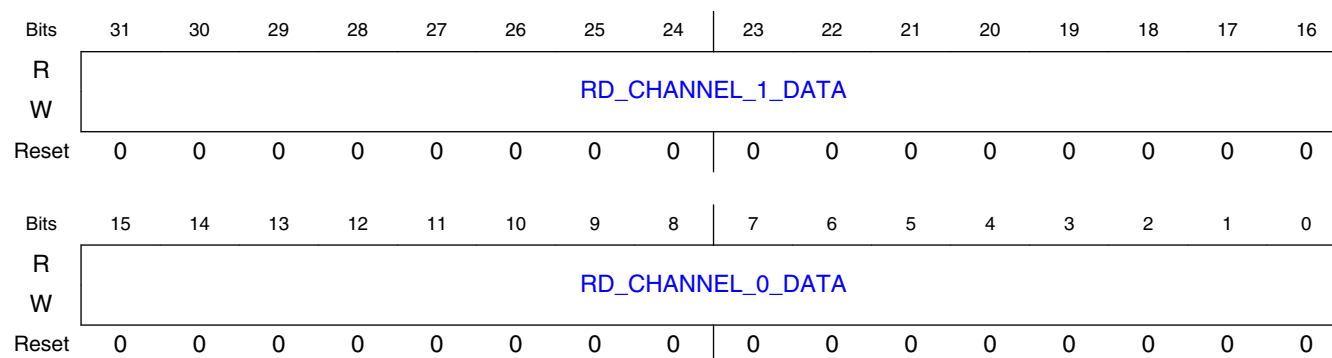 Bits 31 30 29 28 27 26 25 24 23 22 21 20 19 18 17 16
R
RD_CHANNEL_1_DATA
W
Reset 0 0 0 0 0 0 0 0 0 0 0 0 0 0 0 0
Bits 15 14 13 12 11 10 9 8 7 6 5 4 3 2 1 0
R
RD_CHANNEL_0_DATA
W
Reset 0 0 0 0 0 0 0 0 0 0 0 0 0 0 0 0